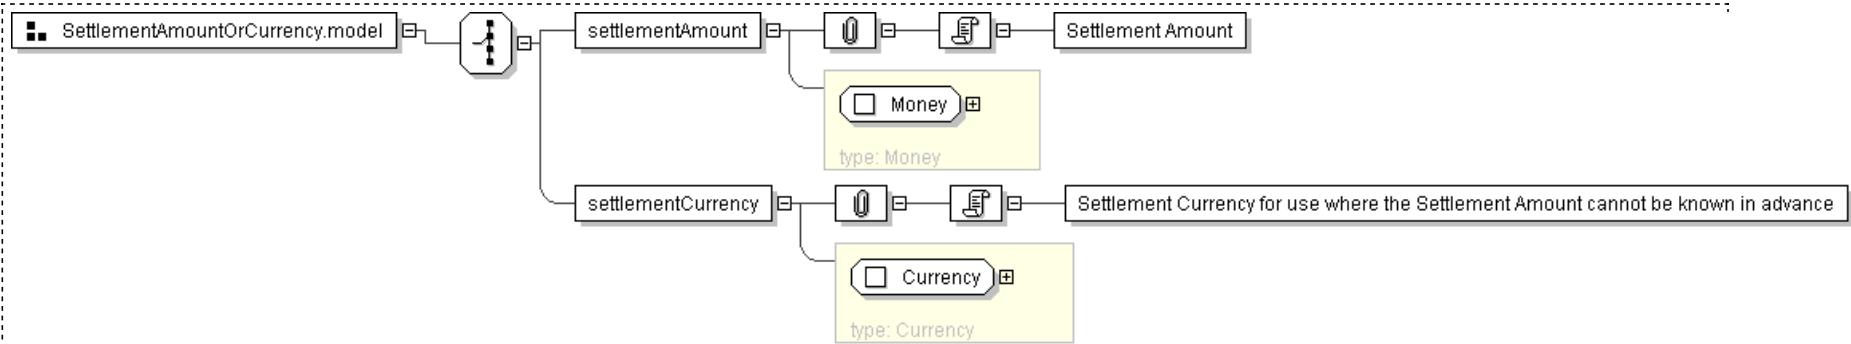 SettlementAmountOrCurrency.model
settlementAmount
Settlement Amount
Money
type: Money
settlementCurrency
Settlement Currency for use where the Settlement Amount cannot be known in advance
Currency
type: Currency